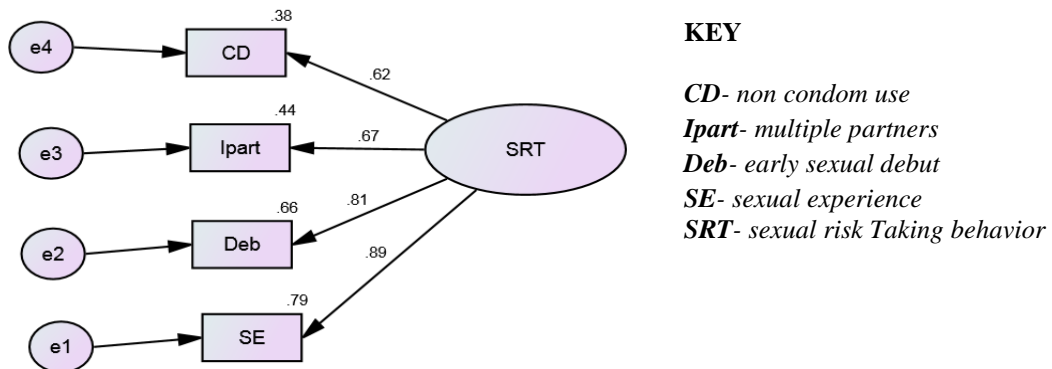 .38
e4
CD
.62
.44
e3
Ipart
.67
SRT
.66
.81
e2
Deb
.89
.79
e1
SE
KEY
CD- non condom use
Ipart- multiple partners
Deb- early sexual debut
SE- sexual experience
SRT- sexual risk Taking behavior